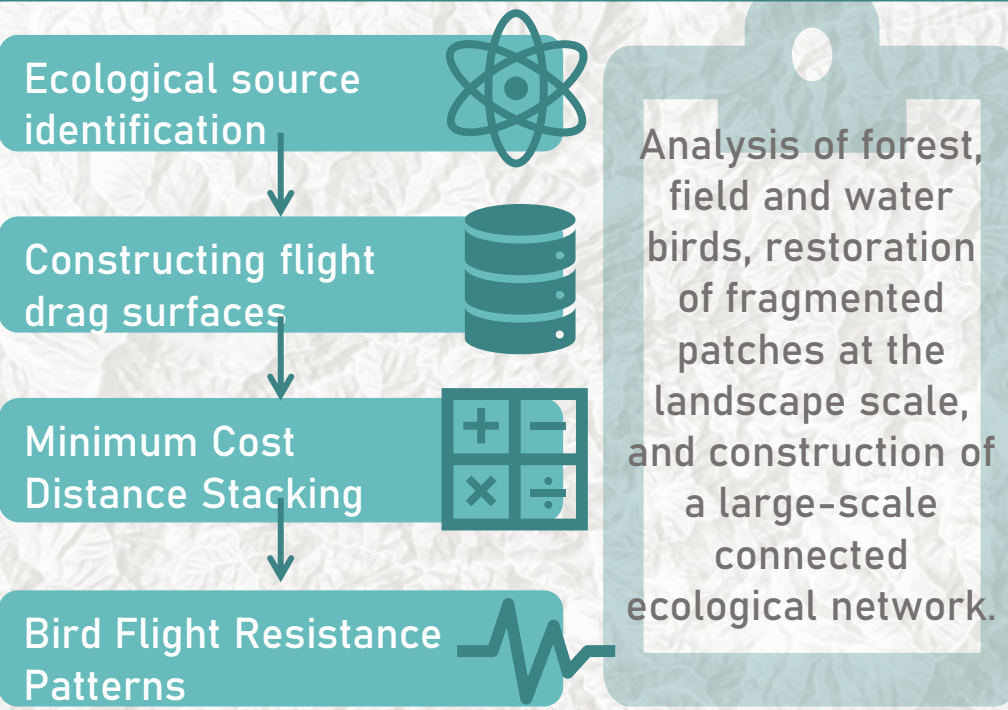 Ecological source
identification
Constructing flight
drag surfaces
Minimum Cost
Distance Stacking
Bird Flight Resistance
Patterns
Analysis of forest,
field and water
birds, restoration
of fragmented
patches at the
landscape scale,
and construction of
a large-scale
connected
ecological network.